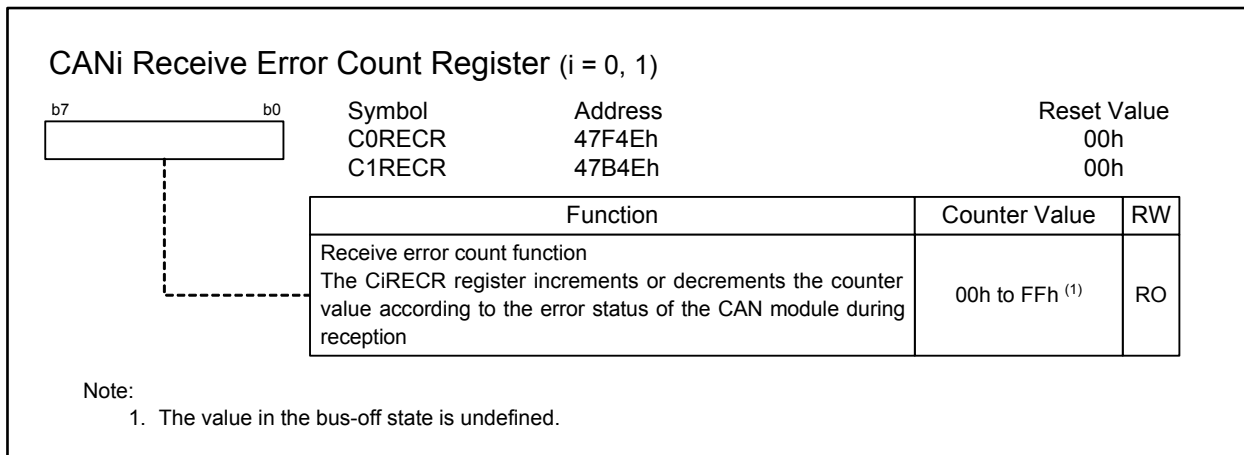 CANi Receive Error Count Register (i = 0, 1)
b7 b0 Symbol Address Reset Value
C0RECR 47F4Eh 00h
C1RECR 47B4Eh 00h
Function Counter Value RW
Receive error count function
The CiRECR register increments or decrements the counter
value according to the error status of the CAN module during
reception
00h to FFh (1) RO
Note:
1. The value in the bus-off state is undefined.